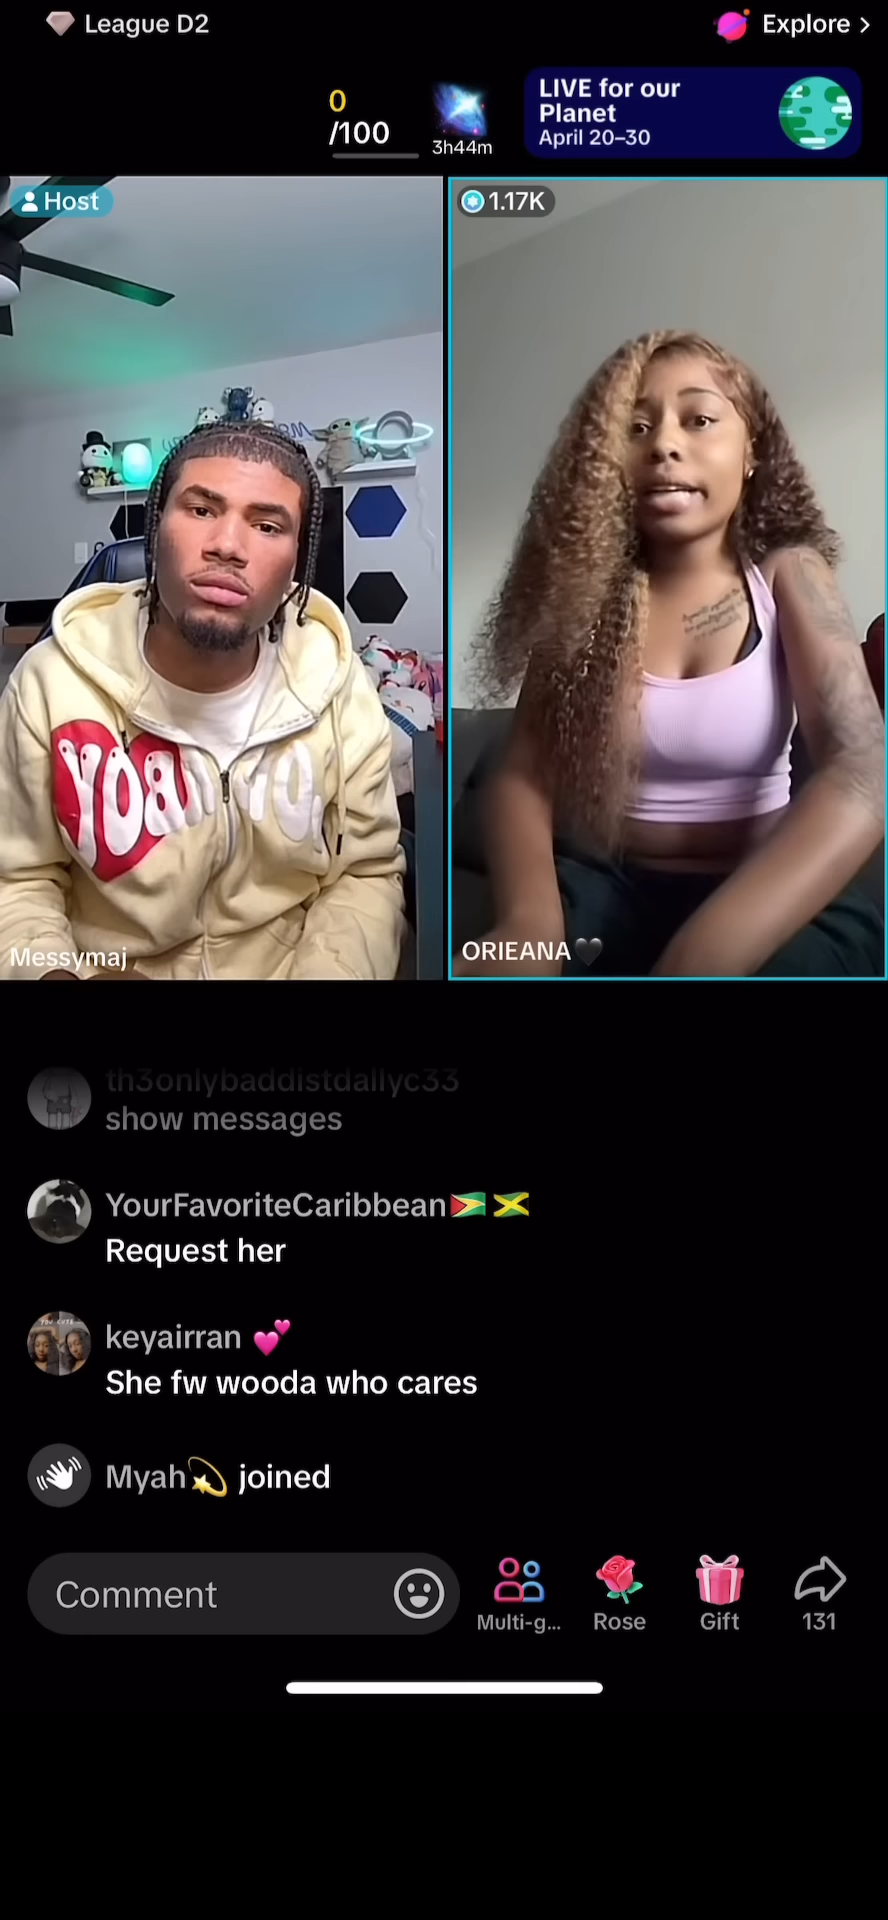 League D2
Explore >
0
/100
3h44m
LIVE for our
Planet
April 20–30
Host
1.17K
YOU
Messymaj
ORIEANA🖤
th3onlybaddistdallyc33
show messages
YourFavoriteCaribbean🇬🇾🇯🇲
Request her
keyairran 💕
She fw wooda who cares
Myah💫 joined
Comment
Multi-g...
Rose
Gift
131